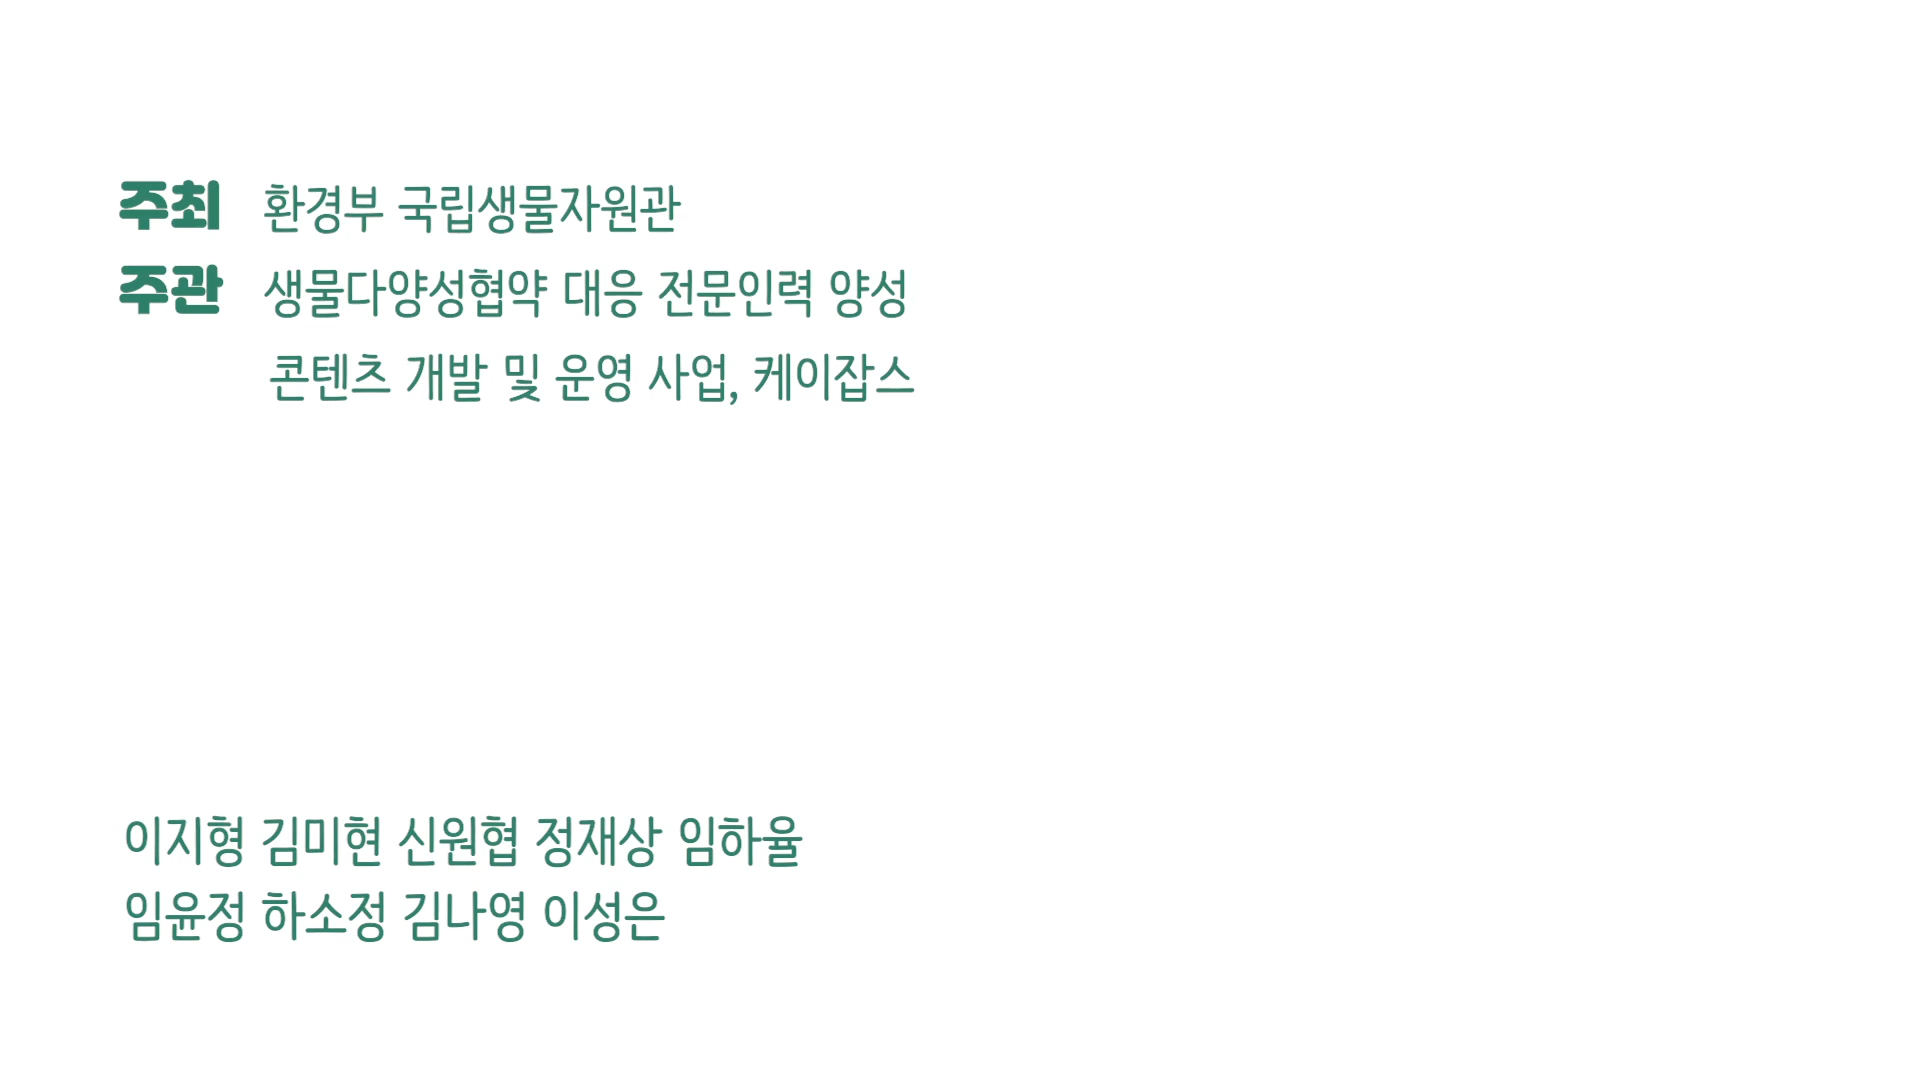 주최 환경부 국립생물자원관
주관 생물다양성협약 대응 전문인력 양성
콘텐츠 개발 및 운영 사업, 케이잡스
이지형 김미현 신원협 정재상 임하율
임윤정 하소정 김나영 이성은